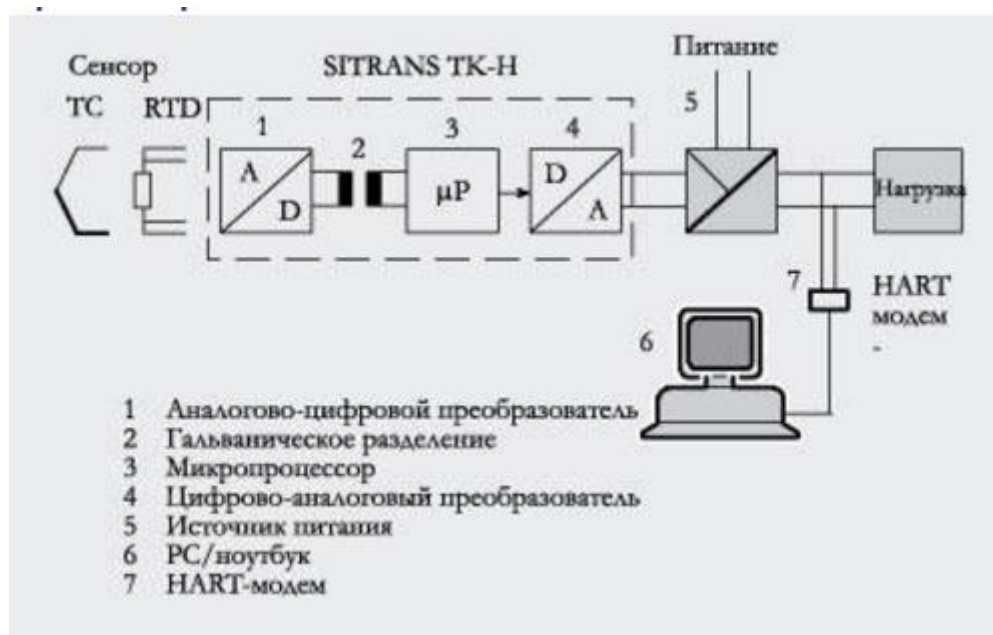 Питание
Сенсор
SITRANS TK-H
TC
RTD
1
2
3
4
5
A
D
μP
D
A
Нагрузка
7
HART
модем
-
6
1 Аналогово-цифровой преобразователь
2 Гальваническое разделение
3 Микропроцессор
4 Цифрово-аналоговый преобразователь
5 Источник питания
6 PC/ноутбук
7 HART-модем